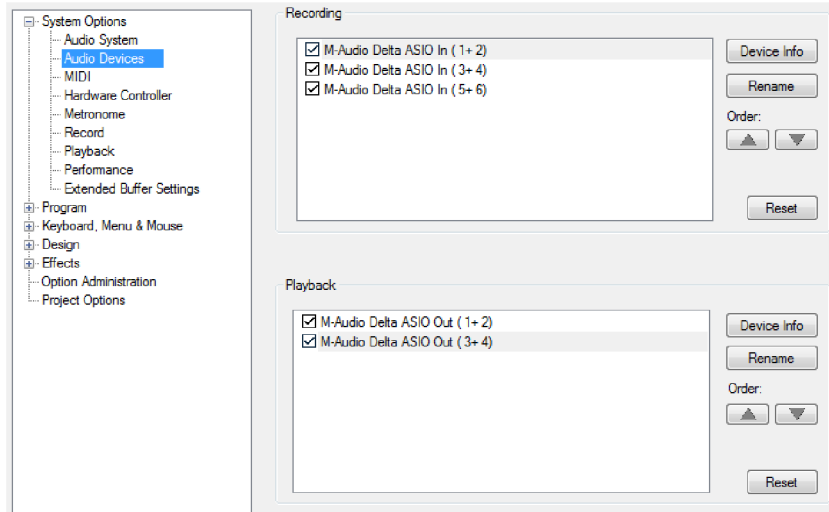 System Options
Audio System
Audio Devices
MIDI
Hardware Controller
Metronome
Record
Playback
Performance
Extended Buffer Settings
Program
Keyboard, Menu & Mouse
Design
Effects
Option Administration
Project Options
Recording
M-Audio Delta ASIO In ( 1+ 2)
M-Audio Delta ASIO In ( 3+ 4)
M-Audio Delta ASIO In ( 5+ 6)
Device Info
Rename
Order:
Reset
Playback
M-Audio Delta ASIO Out ( 1+ 2)
M-Audio Delta ASIO Out ( 3+ 4)
Device Info
Rename
Order:
Reset